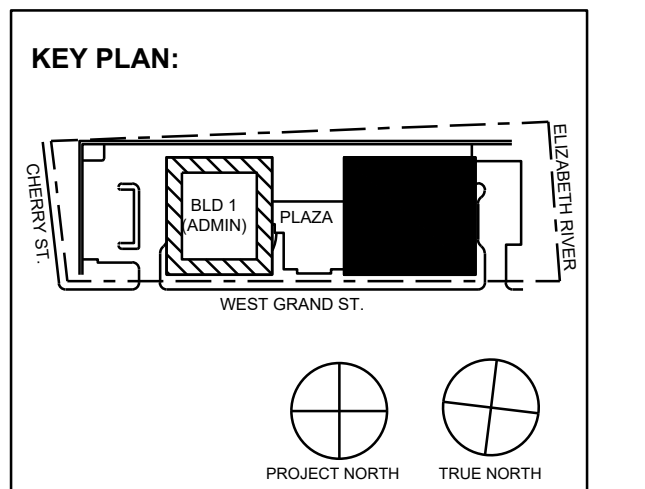 KEY PLAN:
CHERRY ST.
BLD 1
(ADMIN)
PLAZA
ELIZABETH RIVER
WEST GRAND ST.
PROJECT NORTH
TRUE NORTH